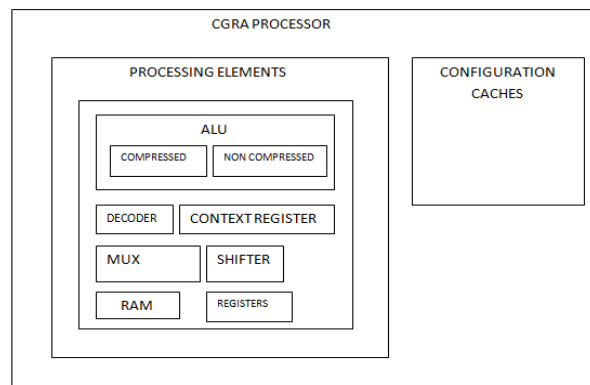 CGRA PROCESSOR
PROCESSING ELEMENTS
ALU
COMPRESSED
NON COMPRESSED
DECODER
CONTEXT REGISTER
MUX
SHIFTER
RAM
REGISTERS
CONFIGURATION
CACHES